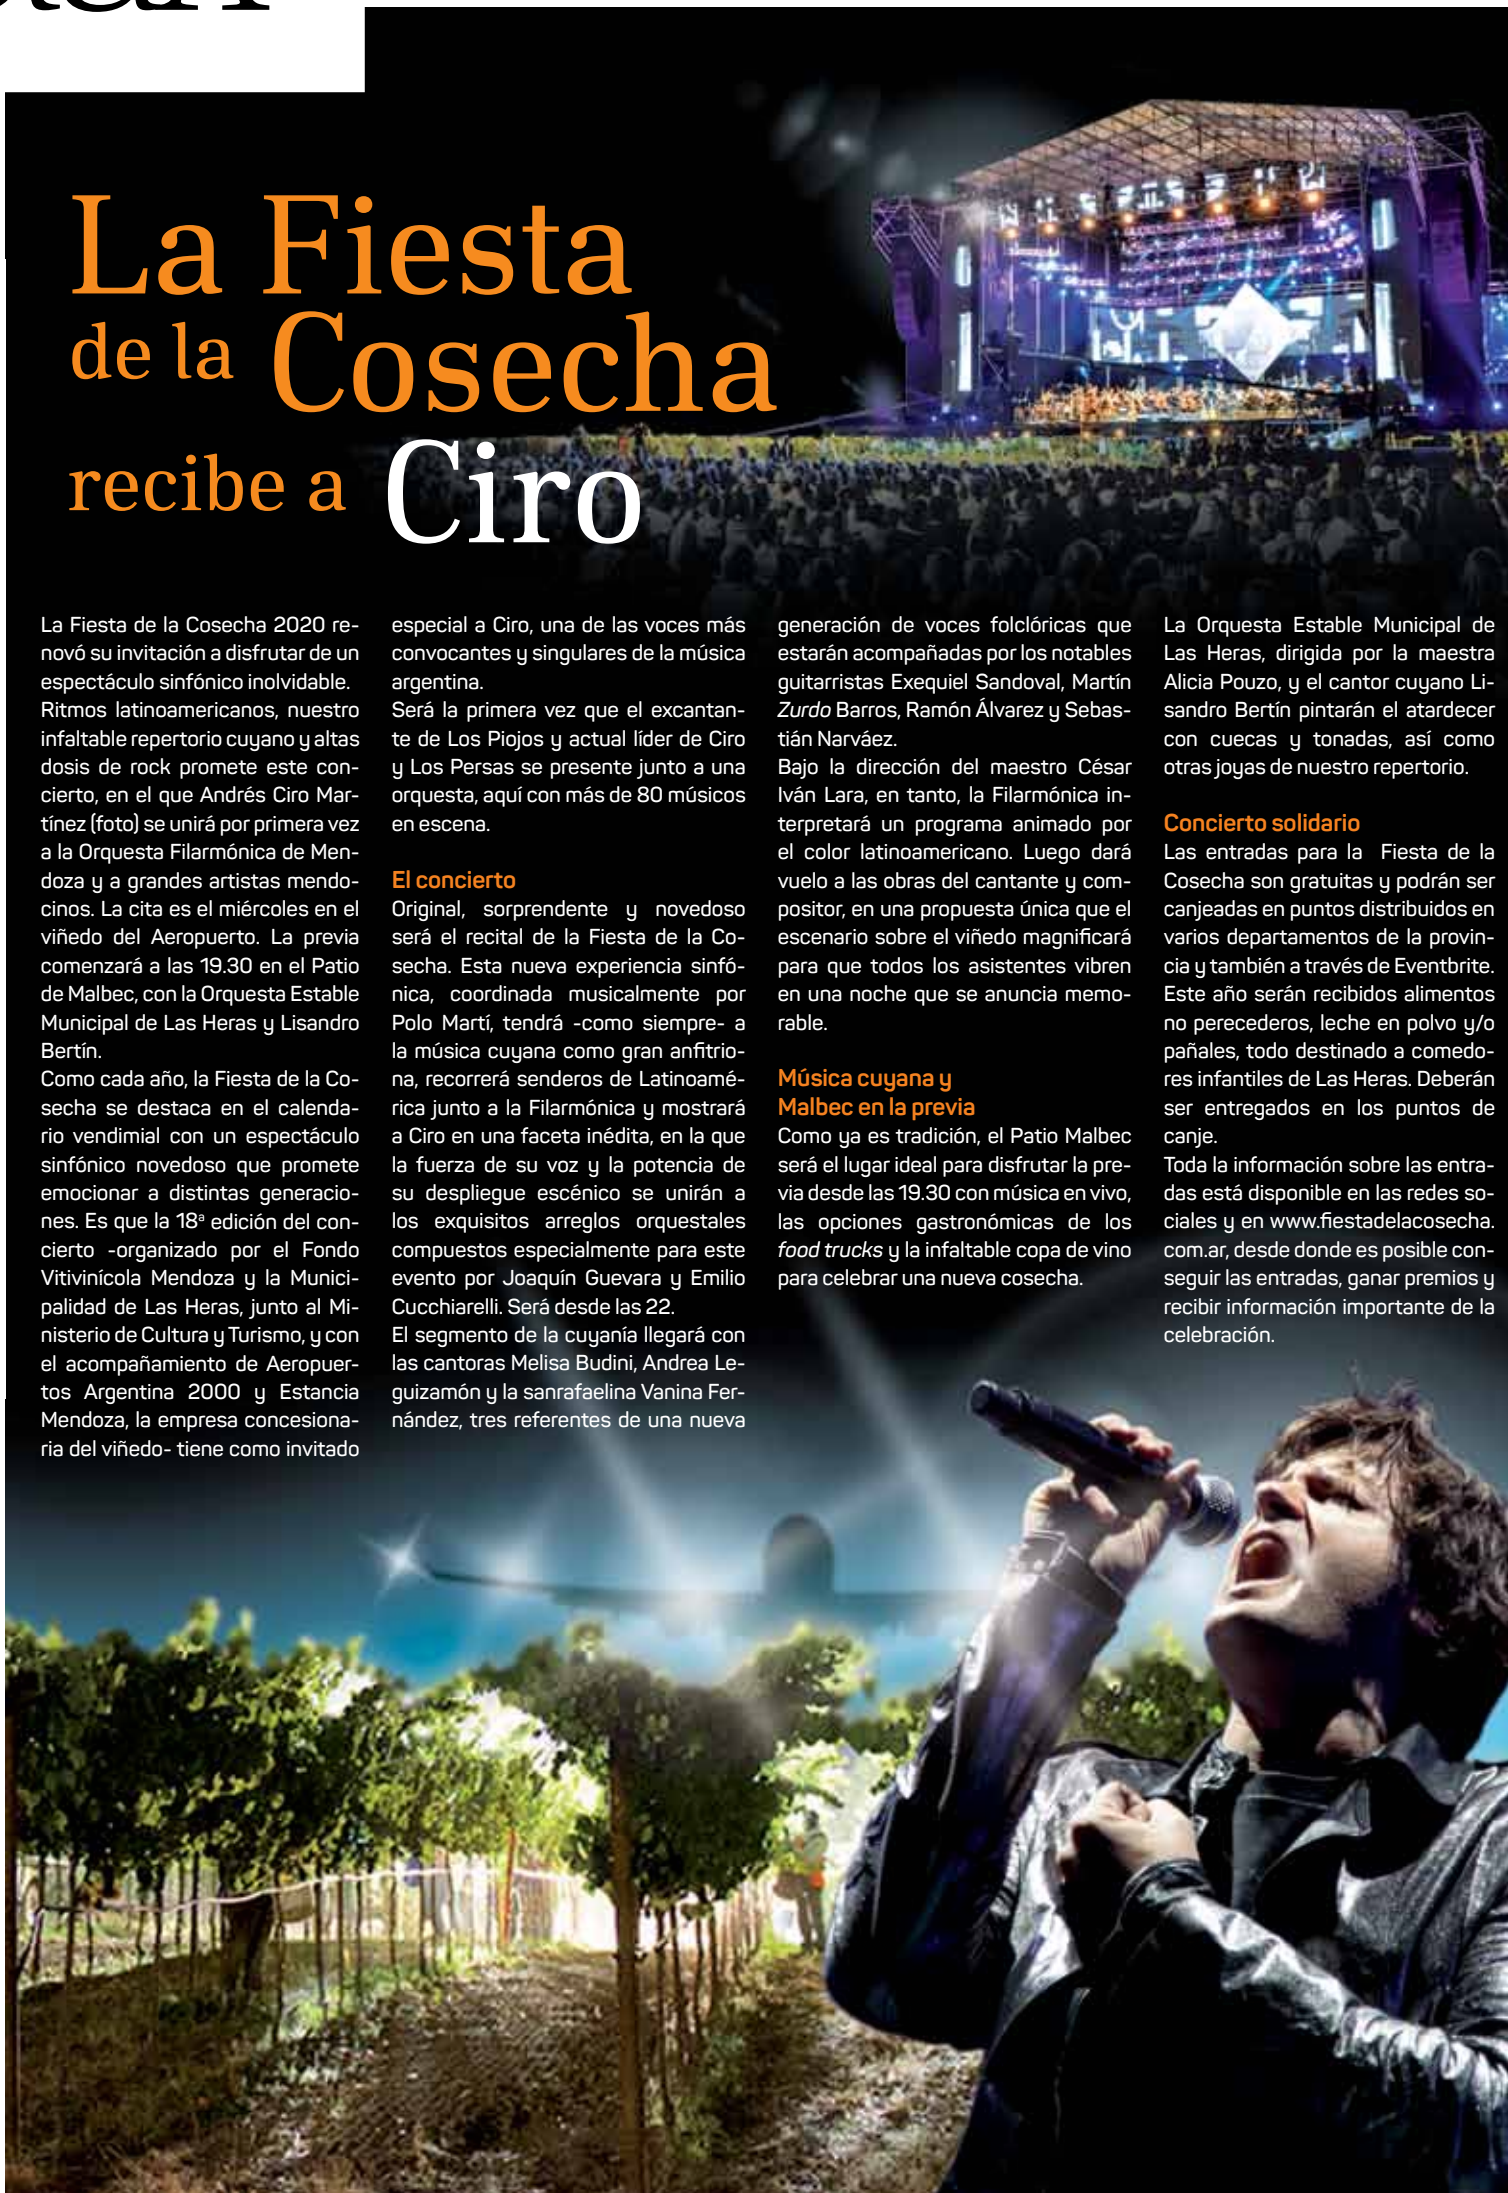 La Fiesta
de la Cosecha
recibe a Ciro
La Fiesta de la Cosecha 2020 re-
novó su invitación a disfrutar de un
espectáculo sinfónico inolvidable.
Ritmos latinoamericanos, nuestro
infaltable repertorio cuyano y altas
dosis de rock promete este con-
cierto, en el que Andrés Ciro Mar-
tínez (foto) se unirá por primera vez
a la Orquesta Filarmónica de Men-
doza y a grandes artistas mendo-
cinos. La cita es el miércoles en el
viñedo del Aeropuerto. La previa
comenzará a las 19.30 en el Patio
de Malbec, con la Orquesta Estable
Municipal de Las Heras y Lisandro
Bertín.
Como cada año, la Fiesta de la Co-
secha se destaca en el calenda-
rio vendimial con un espectáculo
sinfónico novedoso que promete
emocionar a distintas generacio-
nes. Es que la 18ª edición del con-
cierto -organizado por el Fondo
Vitivinícola Mendoza y la Munici-
palidad de Las Heras, junto al Mi-
nisterio de Cultura y Turismo, y con
el acompañamiento de Aeropuer-
tos Argentina 2000 y Estancia
Mendoza, la empresa concesiona-
ria del viñedo- tiene como invitado
especial a Ciro, una de las voces más
convocantes y singulares de la música
argentina.
Será la primera vez que el excantan-
te de Los Piojos y actual líder de Ciro
y Los Persas se presente junto a una
orquesta, aquí con más de 80 músicos
en escena.
El concierto
Original, sorprendente y novedoso
será el recital de la Fiesta de la Co-
secha. Esta nueva experiencia sinfó-
nica, coordinada musicalmente por
Polo Martí, tendrá -como siempre- a
la música cuyana como gran anfitrio-
na, recorrerá senderos de Latinoamé-
rica junto a la Filarmónica y mostrará
a Ciro en una faceta inédita, en la que
la fuerza de su voz y la potencia de
su despliegue escénico se unirán a
los exquisitos arreglos orquestales
compuestos especialmente para este
evento por Joaquín Guevara y Emilio
Cucchiarelli. Será desde las 22.
El segmento de la cuyanía llegará con
las cantoras Melisa Budini, Andrea Le-
guizamón y la sanrafaelina Vanina Fer-
nández, tres referentes de una nueva
generación de voces folclóricas que
estarán acompañadas por los notables
guitarristas Exequiel Sandoval, Martín
Zurdo Barros, Ramón Álvarez y Sebas-
tián Narváez.
Bajo la dirección del maestro César
Iván Lara, en tanto, la Filarmónica in-
terpretará un programa animado por
el color latinoamericano. Luego dará
vuelo a las obras del cantante y com-
positor, en una propuesta única que el
escenario sobre el viñedo magnificará
para que todos los asistentes vibren
en una noche que se anuncia memo-
rable.
Música cuyana y
Malbec en la previa
Como ya es tradición, el Patio Malbec
será el lugar ideal para disfrutar la pre-
via desde las 19.30 con música en vivo,
las opciones gastronómicas de los
food trucks y la infaltable copa de vino
para celebrar una nueva cosecha.
La Orquesta Estable Municipal de
Las Heras, dirigida por la maestra
Alicia Pouzo, y el cantor cuyano Li-
sandro Bertín pintarán el atardecer
con cuecas y tonadas, así como
otras joyas de nuestro repertorio.
Concierto solidario
Las entradas para la Fiesta de la
Cosecha son gratuitas y podrán ser
canjeadas en puntos distribuidos en
varios departamentos de la provin-
cia y también a través de Eventbrite.
Este año serán recibidos alimentos
no perecederos, leche en polvo y/o
pañales, todo destinado a comedo-
res infantiles de Las Heras. Deberán
ser entregados en los puntos de
canje.
Toda la información sobre las entra-
das está disponible en las redes so-
ciales y en www.fiestadelacosecha.
com.ar, desde donde es posible con-
seguir las entradas, ganar premios y
recibir información importante de la
celebración.